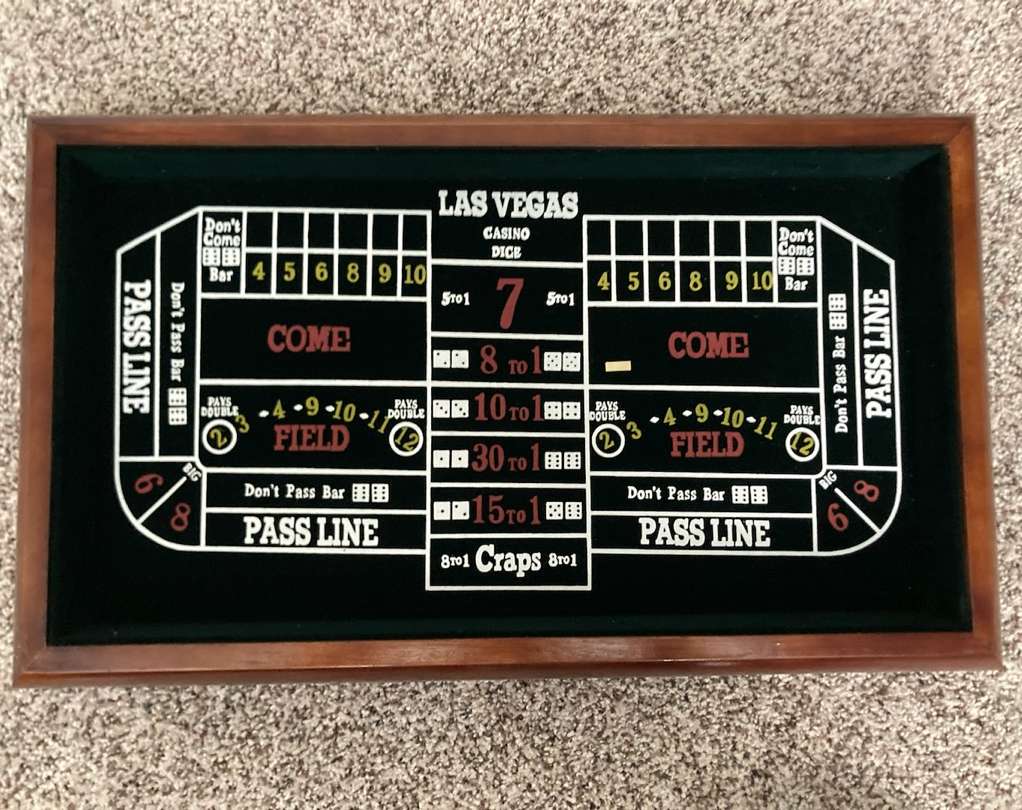 LAS VEGAS
CASINO
DICE
Don't
Come
Bar
4 5 6 8 9 10
5 TO 1 7 5 TO 1
4 5 6 8 9 10
Don't
Come
Bar
PASS LINE
Don't Pass Bar
COME
8 TO 1
10 TO 1
30 TO 1
15 TO 1
COME
Don't Pass Bar
PASS LINE
PAYS
DOUBLE
2 3 4 9 10 11 12
PAYS
DOUBLE
FIELD
PAYS
DOUBLE
2 3 4 9 10 11 12
PAYS
DOUBLE
FIELD
BIG
6
8
Don't Pass Bar
PASS LINE
8 TO 1 Craps 8 TO 1
Don't Pass Bar
PASS LINE
BIG
6
8